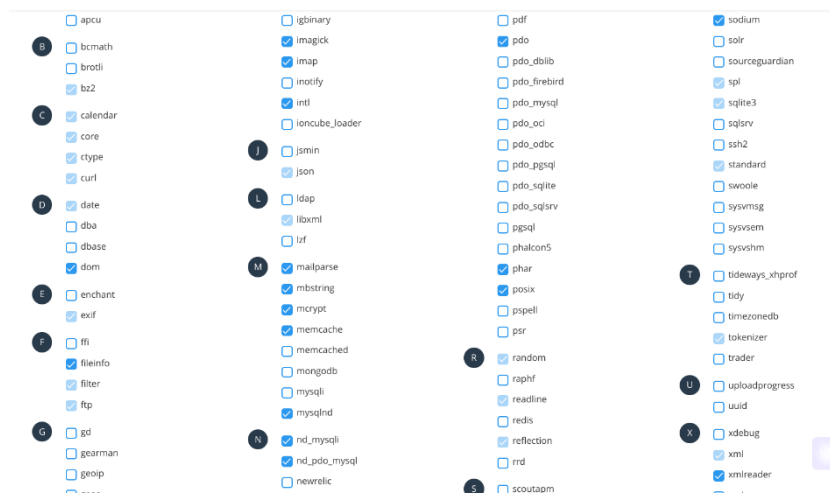 apcu
B
bcmath
brotli
bz2
C
calendar
core
ctype
curl
D
date
dba
dbase
dom
E
enchant
exif
F
ffi
fileinfo
filter
ftp
G
gd
gearman
geoip
igbinary
imagick
imap
inotify
intl
ioncube_loader
J
jsmin
json
L
ldap
libxml
lzf
M
mailparse
mbstring
mcrypt
memcache
memcached
mongodb
mysqli
mysqlnd
N
nd_mysqli
nd_pdo_mysql
newrelic
pdf
pdo
pdo_dblib
pdo_firebird
pdo_mysql
pdo_oci
pdo_odbc
pdo_pgsql
pdo_sqlite
pdo_sqlsrv
pgsql
phalcon5
phar
posix
pspell
psr
R
random
raphf
readline
redis
reflection
rrd
S
scoutapm
sodium
solr
sourceguardian
spl
sqlite3
sqlsrv
ssh2
standard
swoole
sysvmsg
sysvsem
sysvshm
T
tideways_xhprof
tidy
timezonedb
tokenizer
trader
U
uploadprogress
uuid
X
xdebug
xml
xmlreader